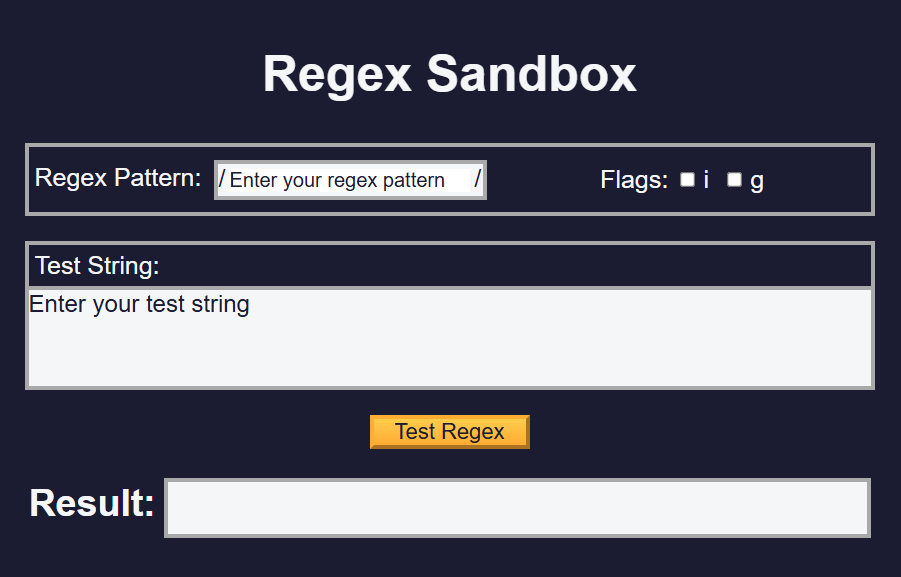 Regex Sandbox
Regex Pattern: / Enter your regex pattern / Flags: i g
Test String:
Enter your test string
Test Regex
Result: